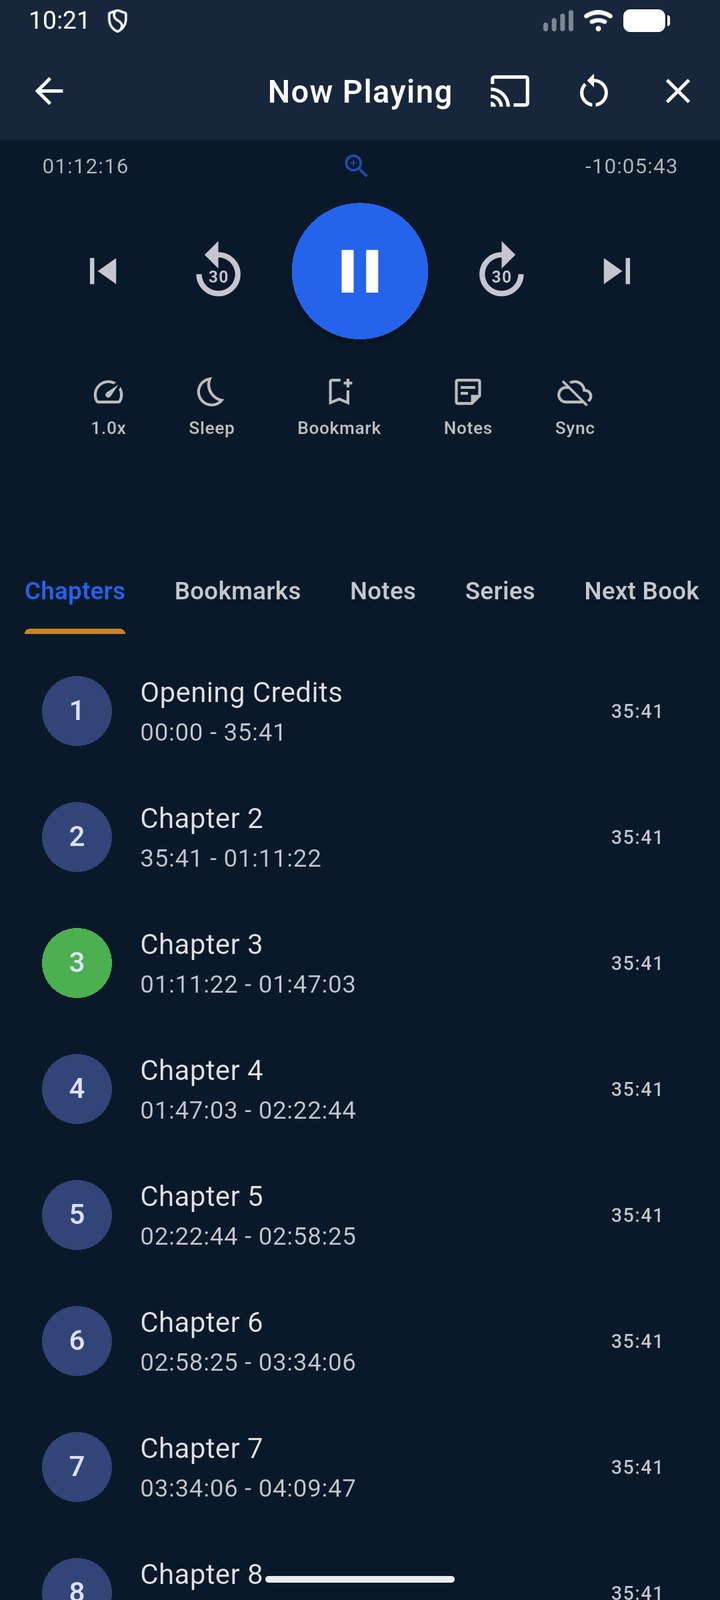 10:21
Now Playing
01:12:16
-10:05:43
30
30
1.0x
Sleep
Bookmark
Notes
Sync
Chapters
Bookmarks
Notes
Series
Next Book
1
Opening Credits
35:41
00:00 - 35:41
2
Chapter 2
35:41
35:41 - 01:11:22
3
Chapter 3
35:41
01:11:22 - 01:47:03
4
Chapter 4
35:41
01:47:03 - 02:22:44
5
Chapter 5
35:41
02:22:44 - 02:58:25
6
Chapter 6
35:41
02:58:25 - 03:34:06
7
Chapter 7
35:41
03:34:06 - 04:09:47
8
Chapter 8
35:41